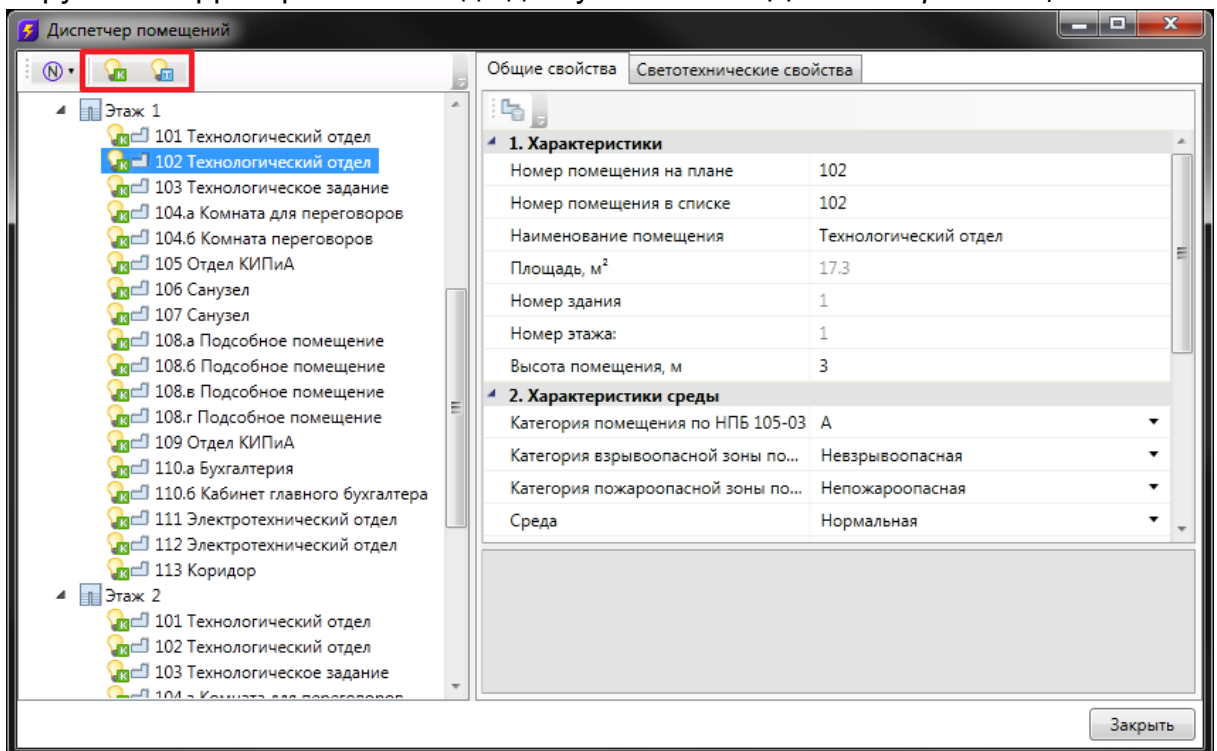 Диспетчер помещений
N
К Т
Общие свойства Светотехнические свойства
Этаж 1
101 Технологический отдел
102 Технологический отдел
103 Технологическое задание
104.а Комната для переговоров
104.б Комната переговоров
105 Отдел КИПиА
106 Санузел
107 Санузел
108.а Подсобное помещение
108.б Подсобное помещение
108.в Подсобное помещение
108.г Подсобное помещение
109 Отдел КИПиА
110.а Бухгалтерия
110.б Кабинет главного бухгалтера
111 Электротехнический отдел
112 Электротехнический отдел
113 Коридор
Этаж 2
101 Технологический отдел
102 Технологический отдел
103 Технологическое задание
104.а Комната для переговоров
1. Характеристики
Номер помещения на плане 102
Номер помещения в списке 102
Наименование помещения Технологический отдел
Площадь, м² 17.3
Номер здания 1
Номер этажа: 1
Высота помещения, м 3
2. Характеристики среды
Категория помещения по НПБ 105-03 А
Категория взрывоопасной зоны по... Невзрывоопасная
Категория пожароопасной зоны по... Непожароопасная
Среда Нормальная
Закрыть